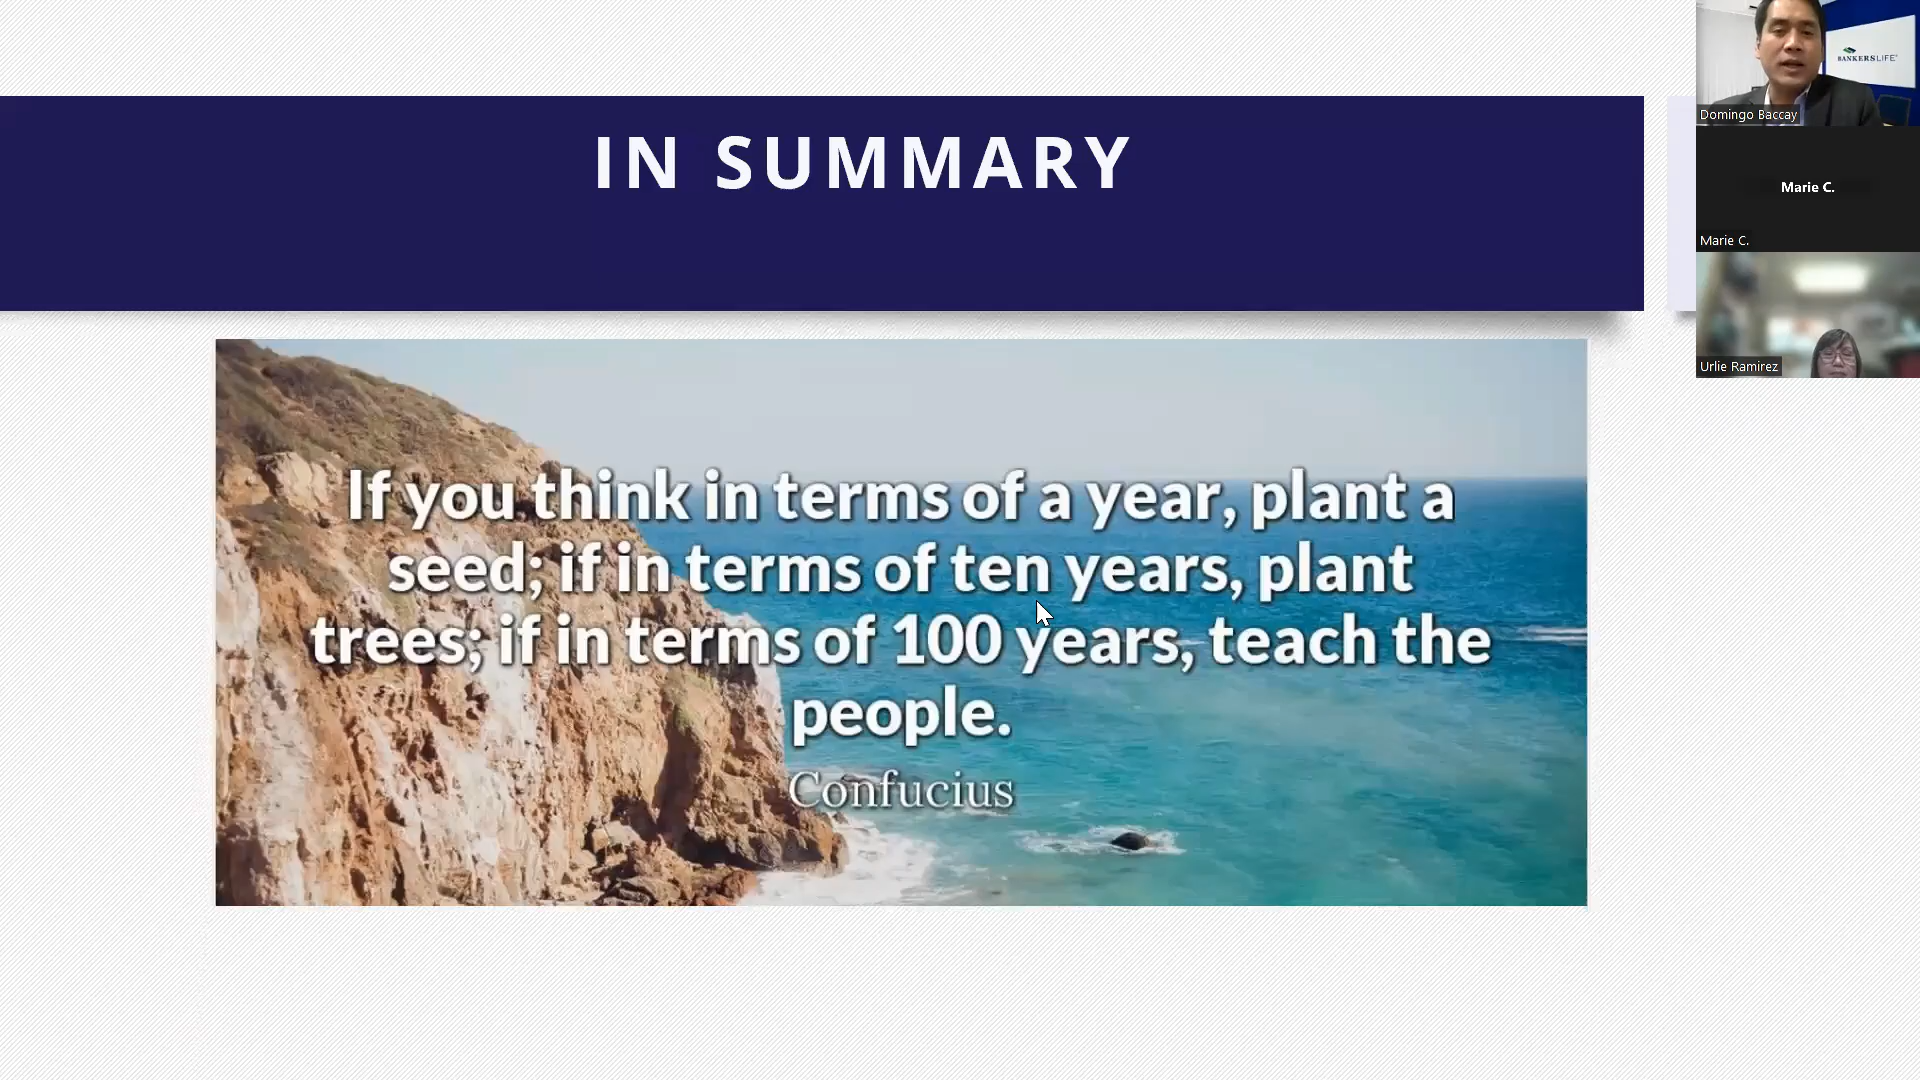 IN SUMMARY
If you think in terms of a year, plant a
seed; if in terms of ten years, plant
trees; if in terms of 100 years, teach the
people.
Confucius
BANKERSLIFE
Domingo Baccay
Marie C.
Marie C.
Urlie Ramirez